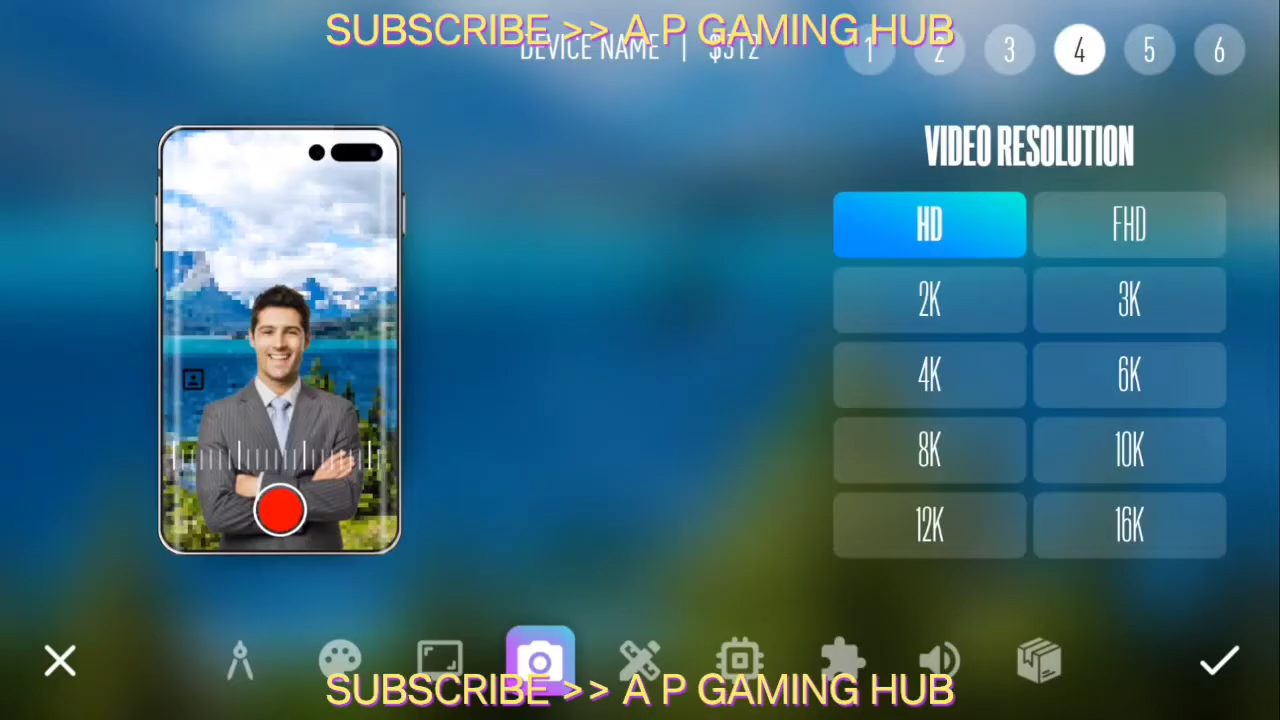 SUBSCRIBE >> A P GAMING HUB
DEVICE NAME | $312
1 2 3 4 5 6
VIDEO RESOLUTION
HD FHD
2K 3K
4K 6K
8K 10K
12K 16K
SUBSCRIBE >> A P GAMING HUB